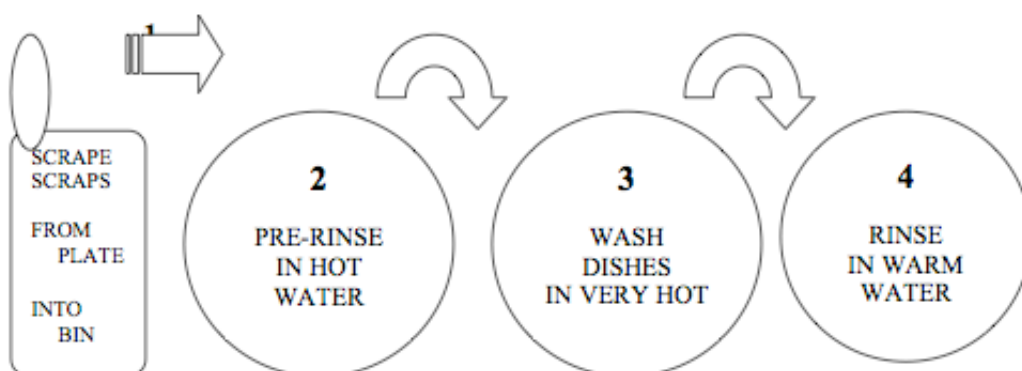 1
SCRAPE
SCRAPS
FROM
PLATE
INTO
BIN
2
PRE-RINSE
IN HOT
WATER
3
WASH
DISHES
IN VERY HOT
4
RINSE
IN WARM
WATER